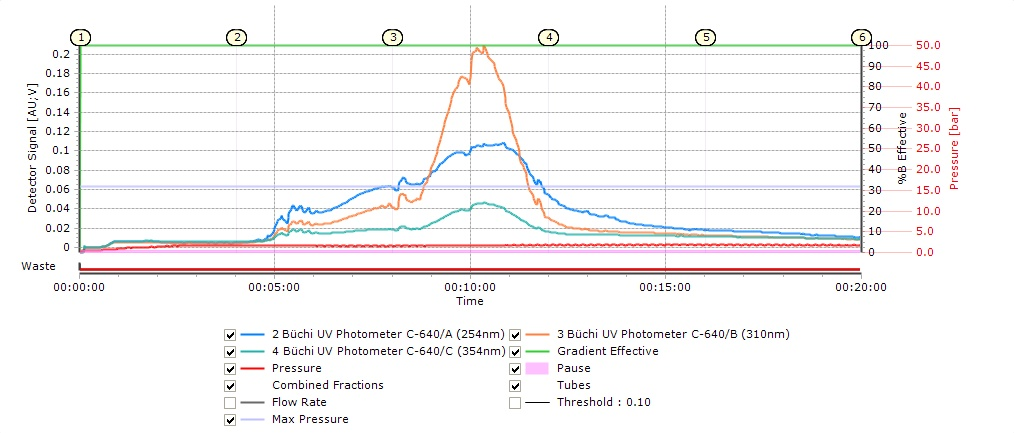 1 2 3 4 5 6
0.2 100 50.0
0.18 90 45.0
0.16 80 40.0
0.14 70 35.0
0.12 60 30.0
0.1 50 25.0
0.08 40 20.0
0.06 30 15.0
0.04 20 10.0
0.02 10 5.0
0 0 0.0
Detector Signal [AU;V]
%B Effective
Pressure [bar]
Waste
00:00:00 00:05:00 00:10:00 00:15:00 00:20:00
Time
2 Büchi UV Photometer C-640/A (254nm) 3 Büchi UV Photometer C-640/B (310nm)
4 Büchi UV Photometer C-640/C (354nm) Gradient Effective
Pressure Pause
Combined Fractions Tubes
Flow Rate Threshold : 0.10
Max Pressure